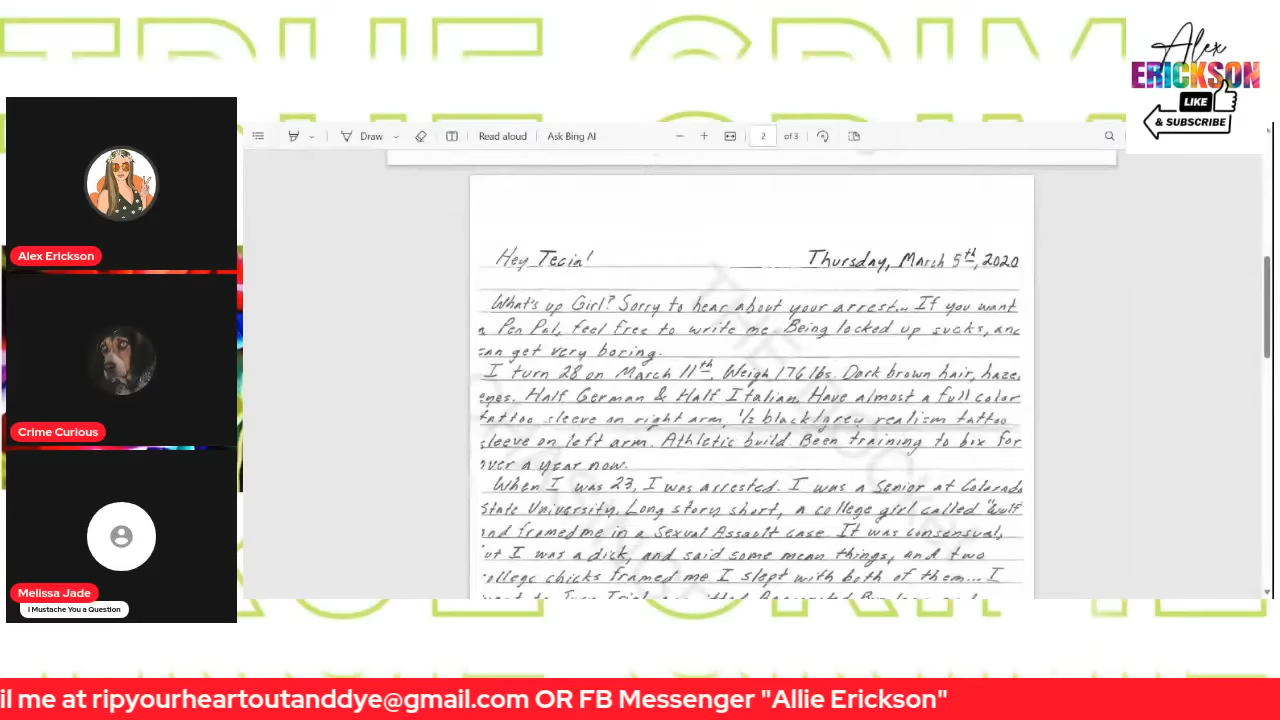 TRUE CRIME
Alex
ERICKSON
LIKE
& SUBSCRIBE
Draw
Read aloud
Ask Bing AI
2
of 3
Alex Erickson
Crime Curious
Melissa Jade
I Mustache You a Question
Hey Tecia! Thursday, March 5th, 2020
What's up Girl? Sorry to hear about your arrest... If you want
a Pen Pal, feel free to write me. Being locked up sucks, and
can get very boring.
I turn 28 on March 11th. Weigh 176 lbs. Dark brown hair, haze
eyes. Half German & Half Italian. Have almost a full color
tattoo sleeve on right arm, 1/2 black/grey realism tattoo
sleeve on left arm. Athletic build. Been training to box for
over a year now.
When I was 23, I was arrested. I was a Senior at Colorado
State University. Long story short, a college girl called "wolf"
and framed me in a Sexual Assault case. It was consensual,
but I was a dick, and said some mean things, and two
college chicks framed me I slept with both of them... I
went to Jury Trial
il me at ripyourheartoutanddye@gmail.com OR FB Messenger "Allie Erickson"